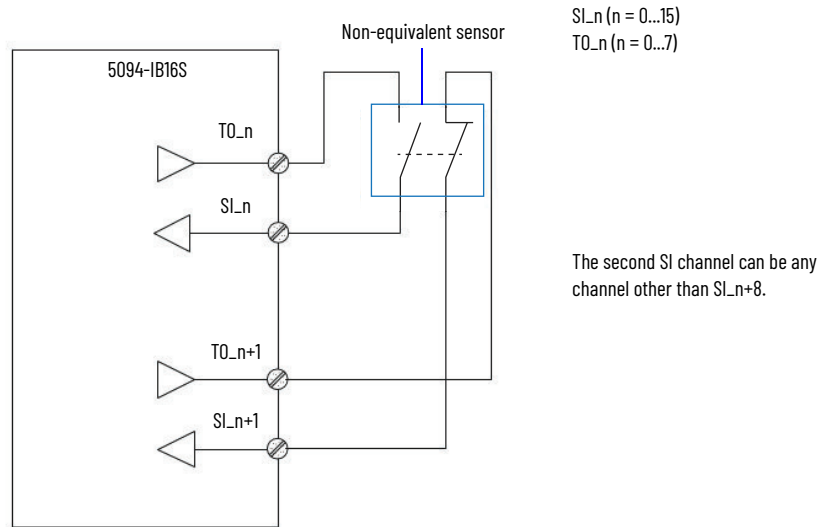 Non-equivalent sensor
SI_n (n = 0...15)
TO_n (n = 0...7)
5094-IB16S
TO_n
SI_n
The second SI channel can be any
channel other than SI_n+8.
TO_n+1
SI_n+1